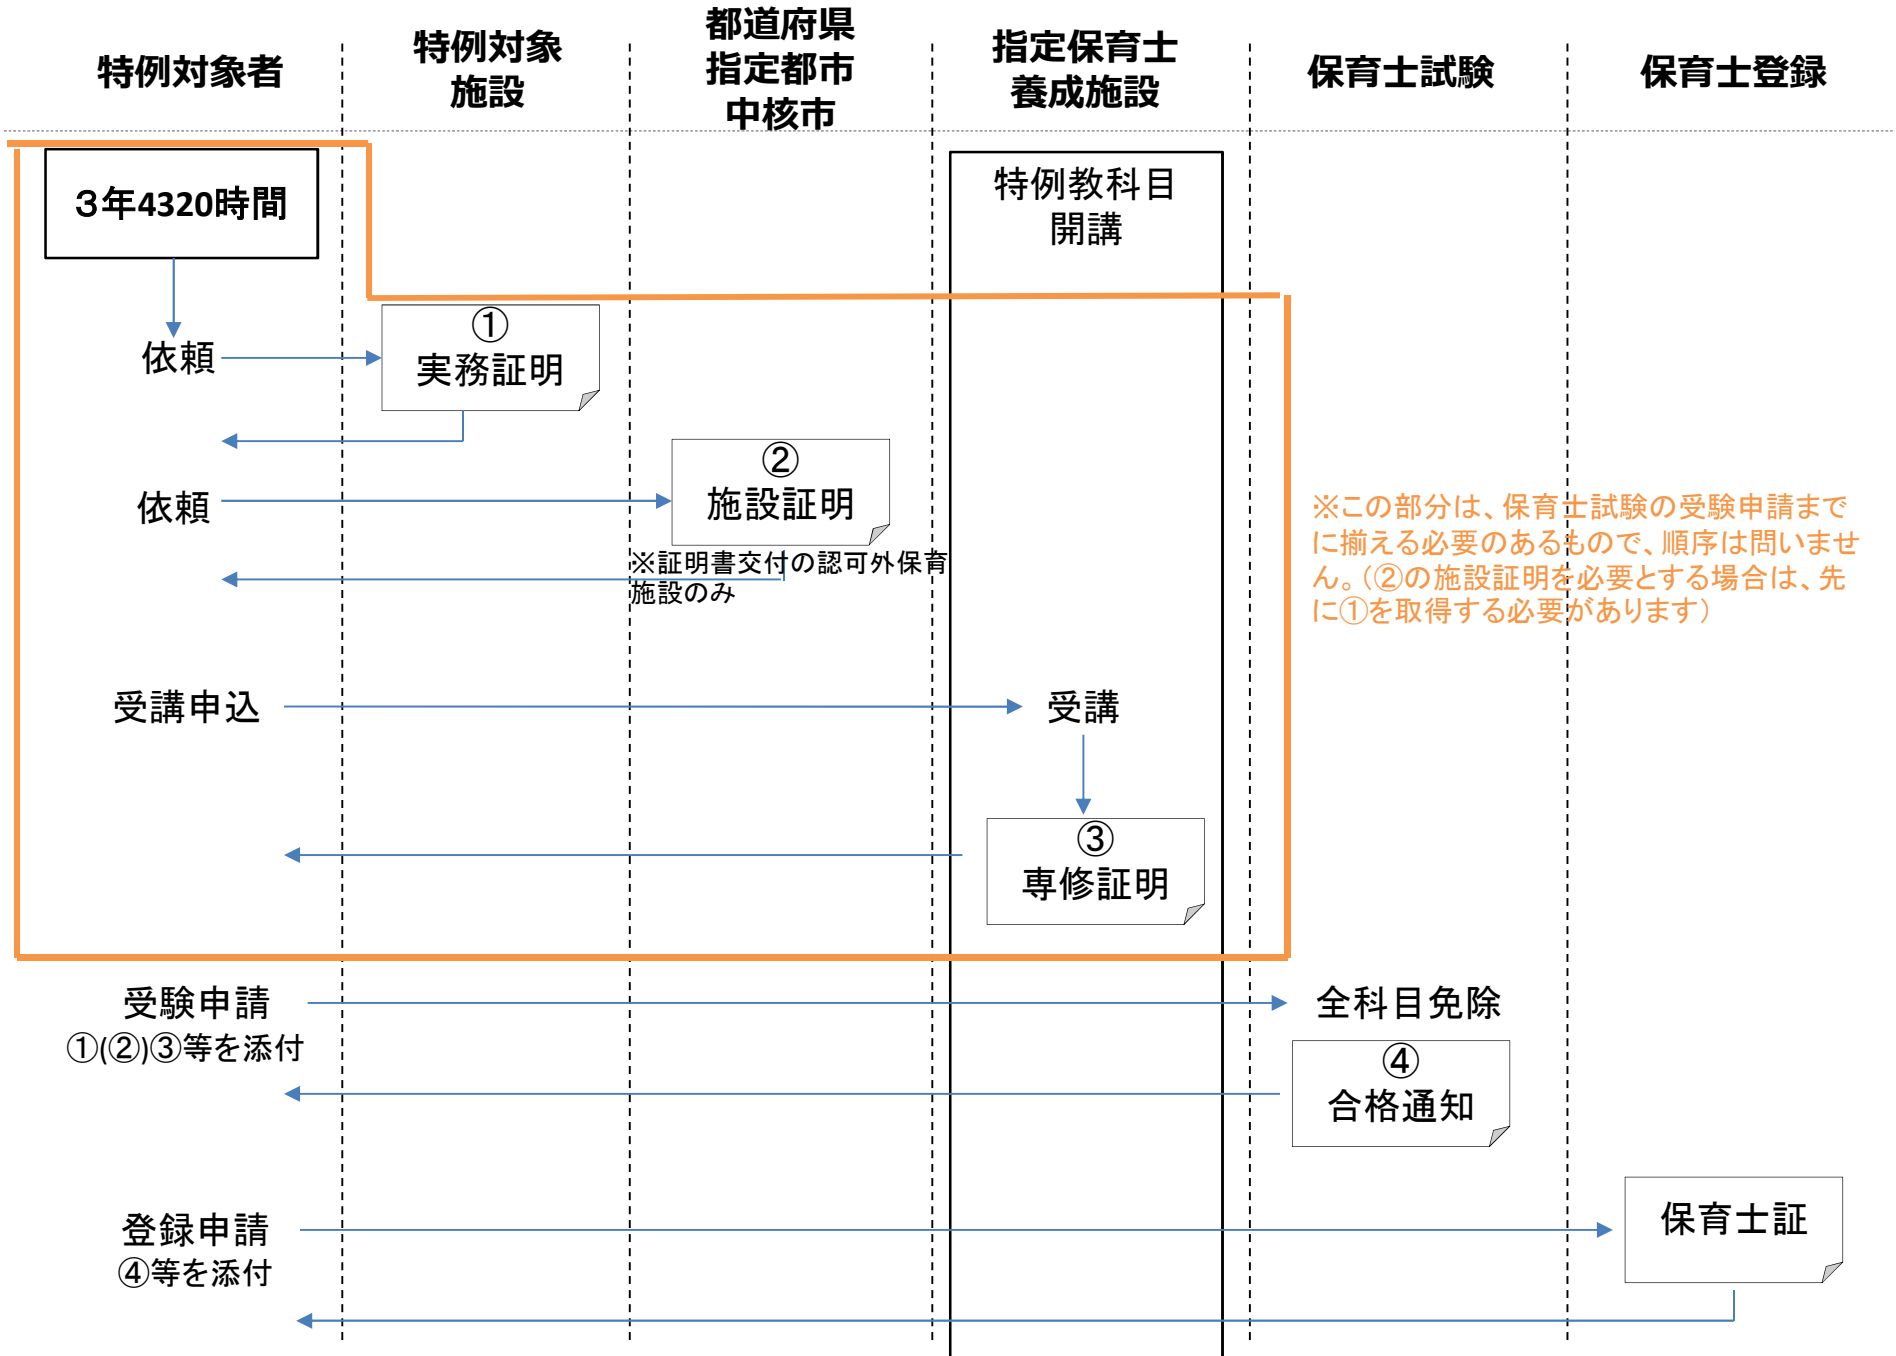 特例対象者
特例対象
施設
都道府県
指定都市
中核市
指定保育士
養成施設
保育士試験
保育士登録
３年4320時間
特例教科目
開講
依頼
①
実務証明
依頼
②
施設証明
※証明書交付の認可外保育
施設のみ
※この部分は、保育士試験の受験申請まで
に揃える必要のあるもので、順序は問いませ
ん。（②の施設証明を必要とする場合は、先
に①を取得する必要があります）
受講申込
受講
③
専修証明
受験申請
①(②)③等を添付
全科目免除
④
合格通知
登録申請
④等を添付
保育士証